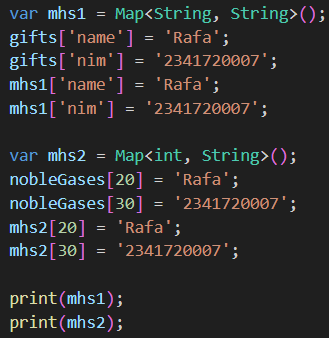 var mhs1 = Map<String, String>();
gifts['name'] = 'Rafa';
gifts['nim'] = '2341720007';
mhs1['name'] = 'Rafa';
mhs1['nim'] = '2341720007';
var mhs2 = Map<int, String>();
nobleGases[20] = 'Rafa';
nobleGases[30] = '2341720007';
mhs2[20] = 'Rafa';
mhs2[30] = '2341720007';
print(mhs1);
print(mhs2);